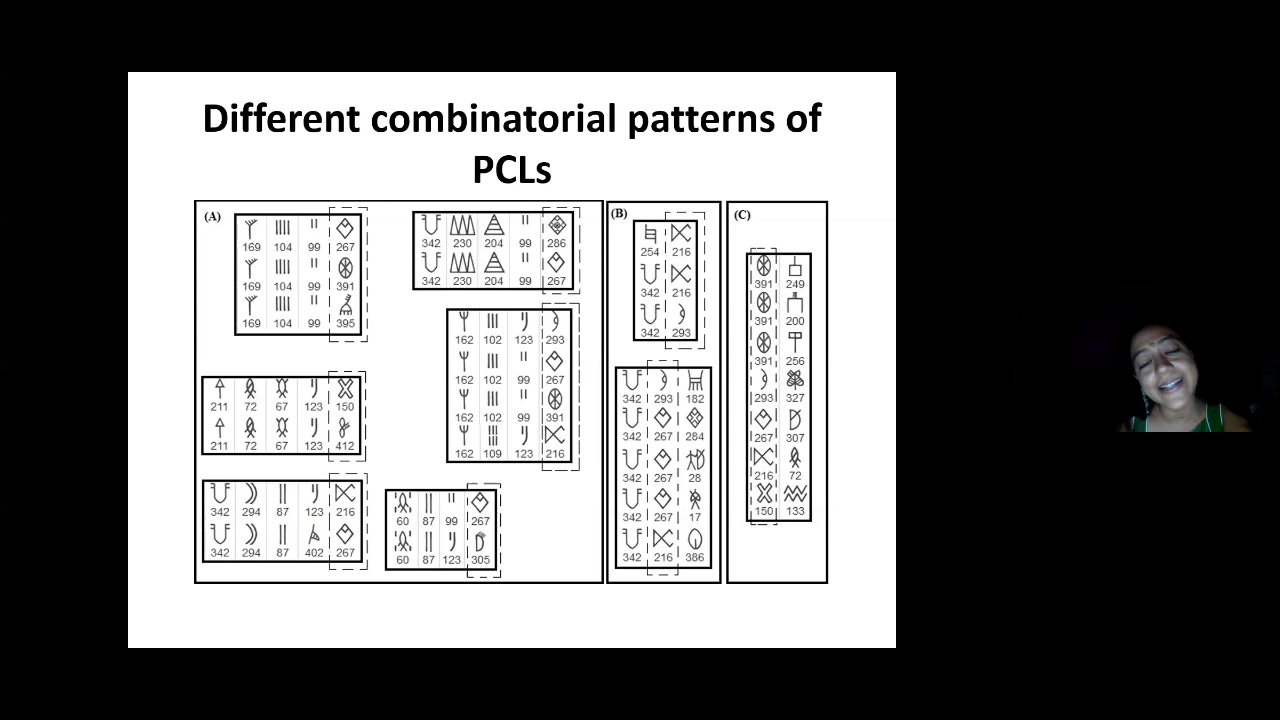 Different combinatorial patterns of
PCLs
(A)
169 104 99 267
169 104 99 391
169 104 99 395
342 230 204 99 286
342 230 204 99 267
162 102 123 293
162 102 99 267
162 102 99 391
162 109 123 216
211 72 67 123 150
211 72 67 123 412
342 294 87 123 216
342 294 87 402 267
60 87 99 267
60 87 123 305
(B)
254 216
342 216
342 293
342 293 182
342 267 284
342 267 28
342 267 17
342 216 386
(C)
391 249
391 200
391 256
293 327
267 307
216 72
150 133